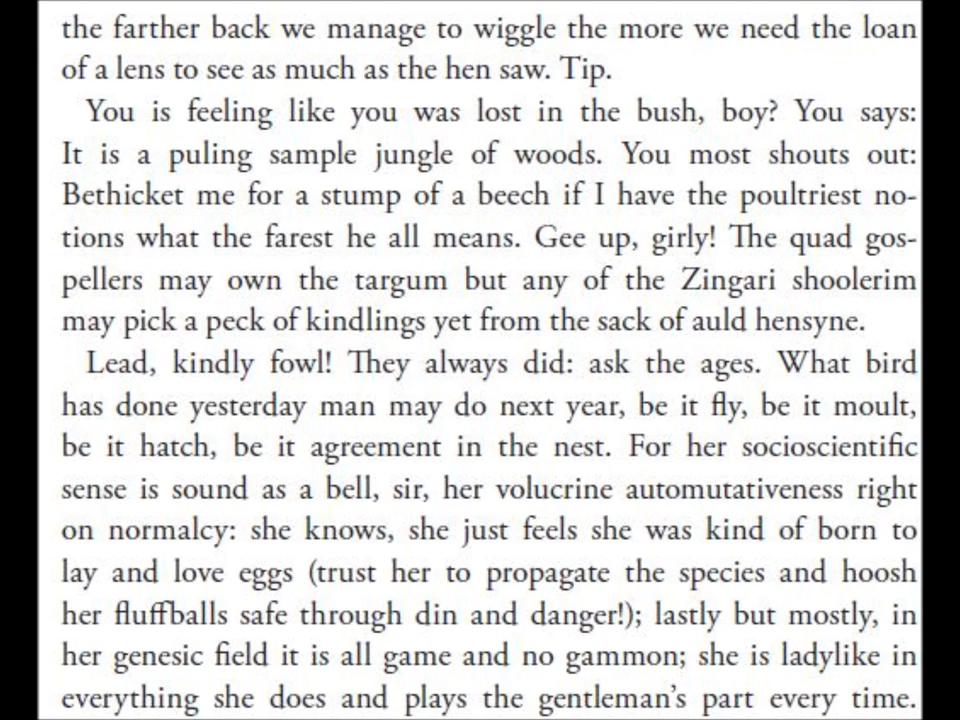 the farther back we manage to wiggle the more we need the loan
of a lens to see as much as the hen saw. Tip.
You is feeling like you was lost in the bush, boy? You says:
It is a puling sample jungle of woods. You most shouts out:
Bethicket me for a stump of a beech if I have the poultriest no-
tions what the farest he all means. Gee up, girly! The quad gos-
pellers may own the targum but any of the Zingari shoolerim
may pick a peck of kindlings yet from the sack of auld hensyne.
Lead, kindly fowl! They always did: ask the ages. What bird
has done yesterday man may do next year, be it fly, be it moult,
be it hatch, be it agreement in the nest. For her socioscientific
sense is sound as a bell, sir, her volucrine automutativeness right
on normalcy: she knows, she just feels she was kind of born to
lay and love eggs (trust her to propagate the species and hoosh
her fluffballs safe through din and danger!); lastly but mostly, in
her genesic field it is all game and no gammon; she is ladylike in
everything she does and plays the gentleman's part every time.